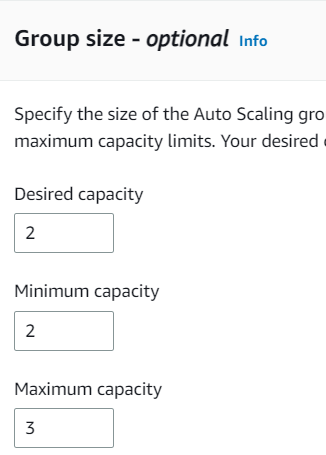 Group size - optional Info
Specify the size of the Auto Scaling gro
maximum capacity limits. Your desired
Desired capacity
2
Minimum capacity
2
Maximum capacity
3